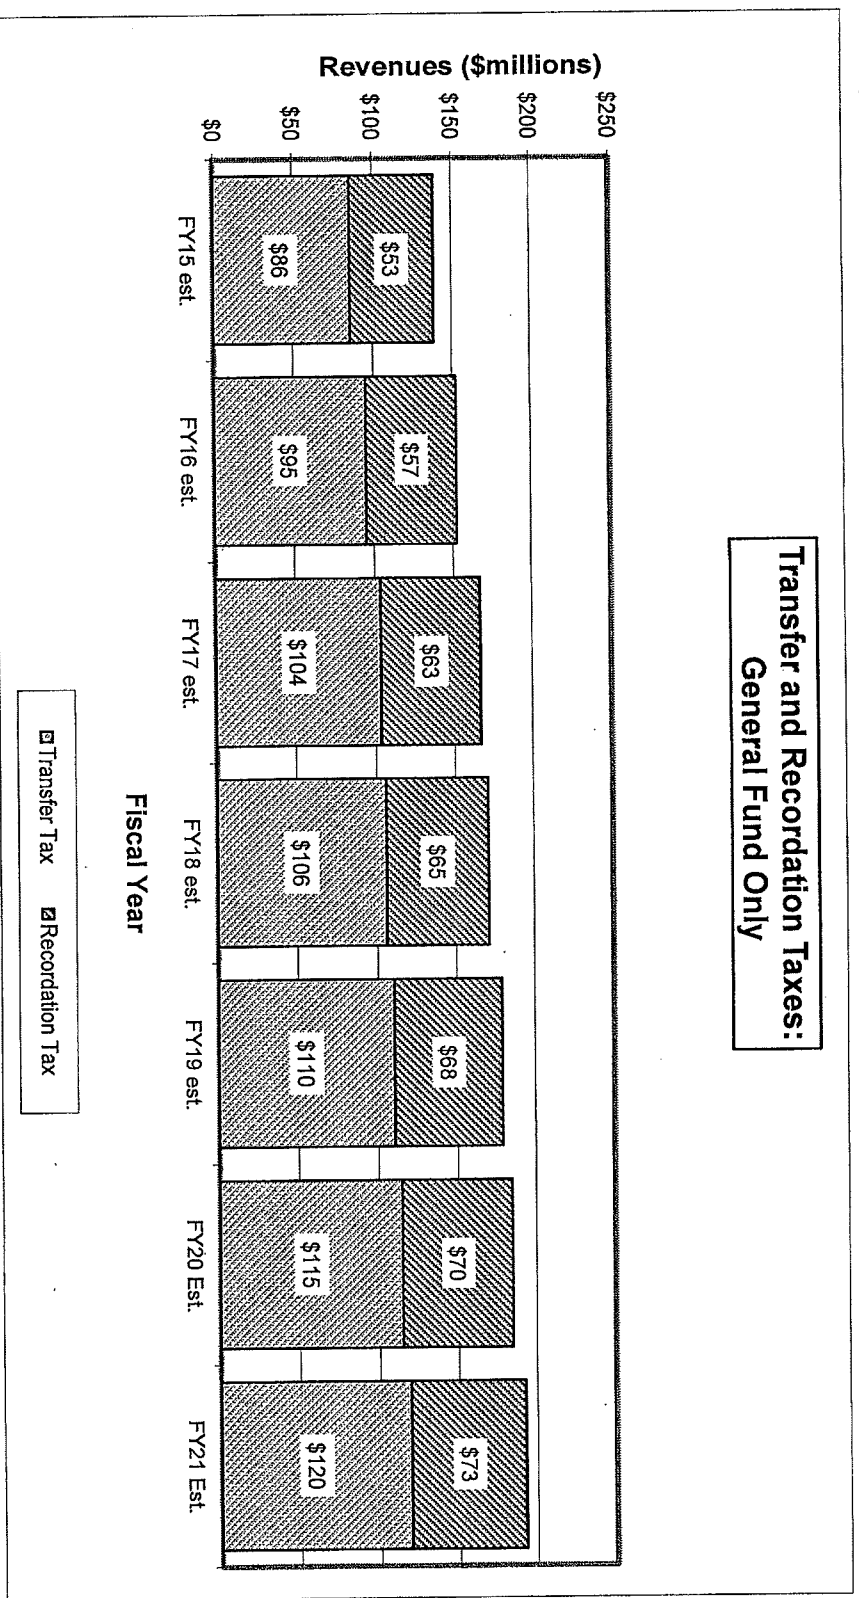 Transfer and Recordation Taxes:
General Fund Only
Revenues ($millions)
$250
$200
$150
$100
$50
$0
$53
$57
$63
$65
$68
$70
$73
$86
$95
$104
$106
$110
$115
$120
FY15 est.
FY16 est.
FY17 est.
FY18 est.
FY19 est.
FY20 Est.
FY21 Est.
Fiscal Year
Transfer Tax
Recordation Tax